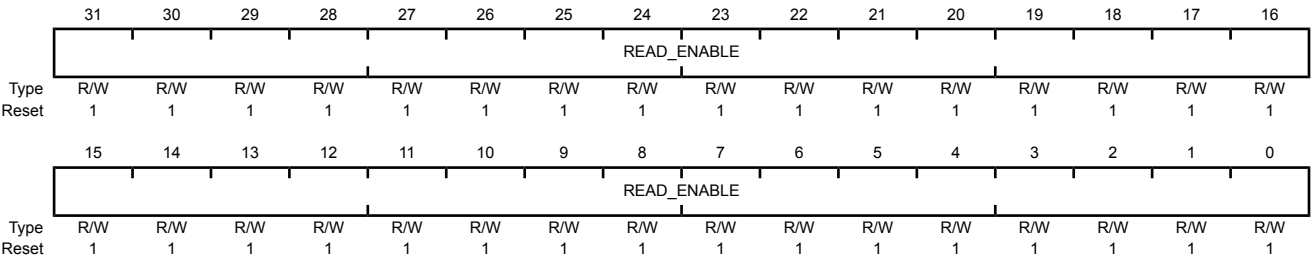 31 30 29 28 27 26 25 24 23 22 21 20 19 18 17 16
READ_ENABLE
Type R/W R/W R/W R/W R/W R/W R/W R/W R/W R/W R/W R/W R/W R/W R/W R/W
Reset 1 1 1 1 1 1 1 1 1 1 1 1 1 1 1 1
15 14 13 12 11 10 9 8 7 6 5 4 3 2 1 0
READ_ENABLE
Type R/W R/W R/W R/W R/W R/W R/W R/W R/W R/W R/W R/W R/W R/W R/W R/W
Reset 1 1 1 1 1 1 1 1 1 1 1 1 1 1 1 1